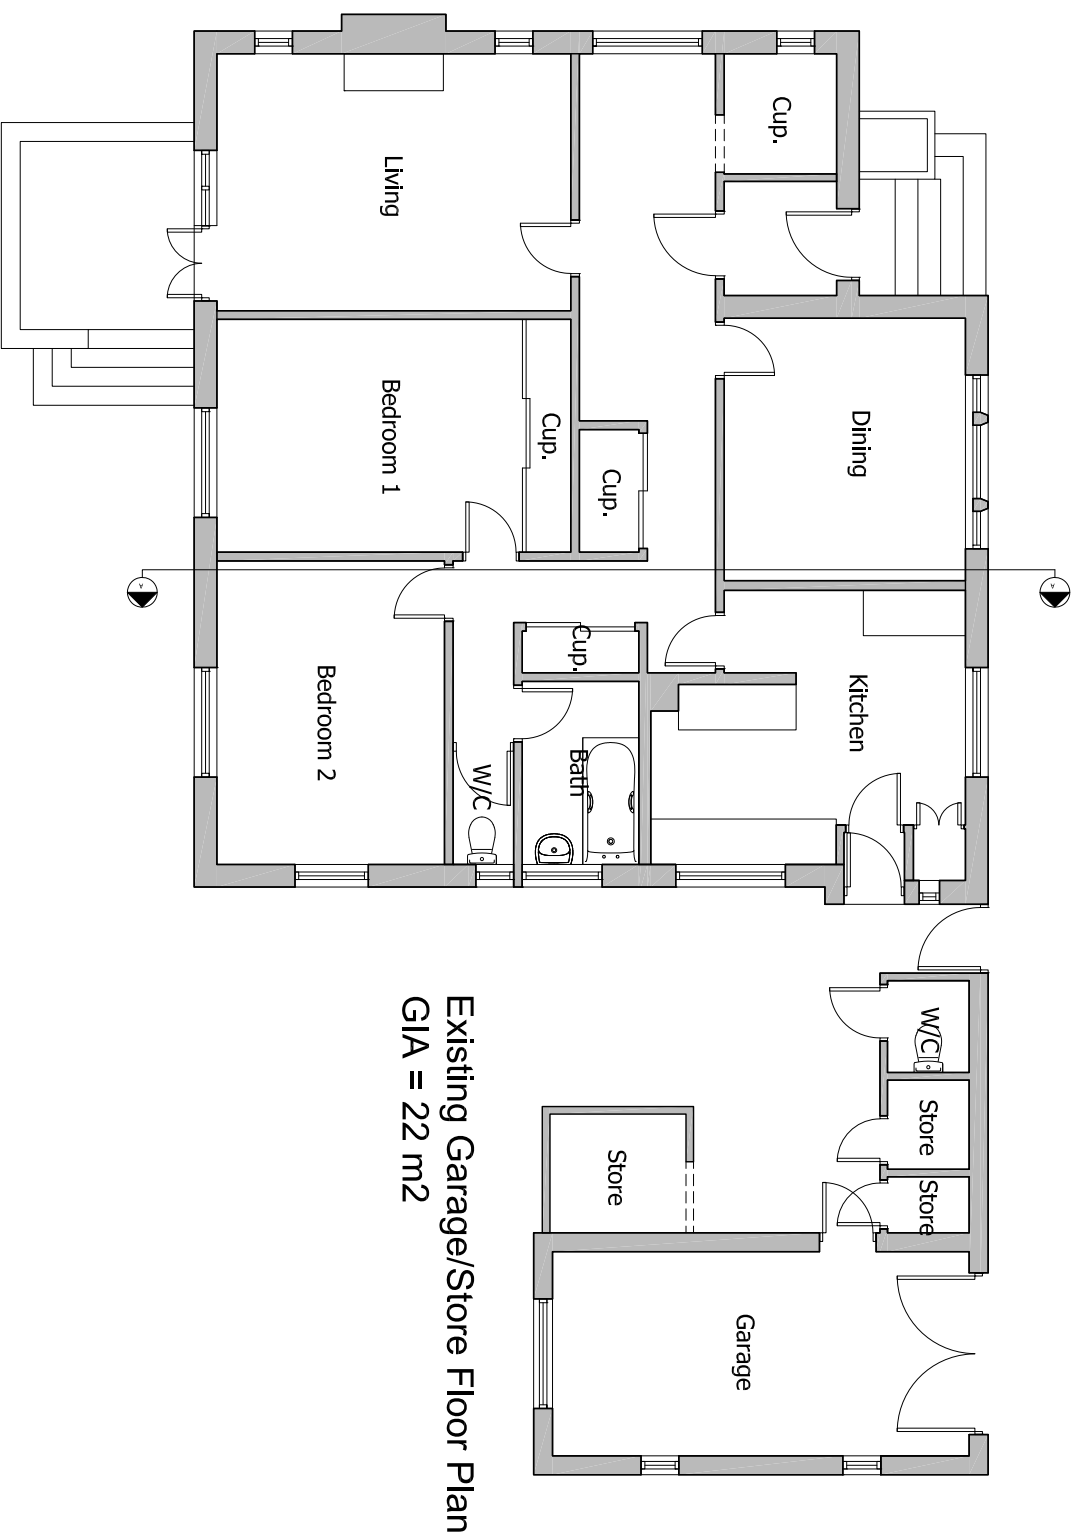 A
W/C
Store
Store
Dining
Kitchen
Cup.
Garage
Store
Cup.
Cup.
Bath
Cup.
W/C
Living
Bedroom 1
Bedroom 2
Existing Garage/Store Floor Plan
GIA = 22 m2
A